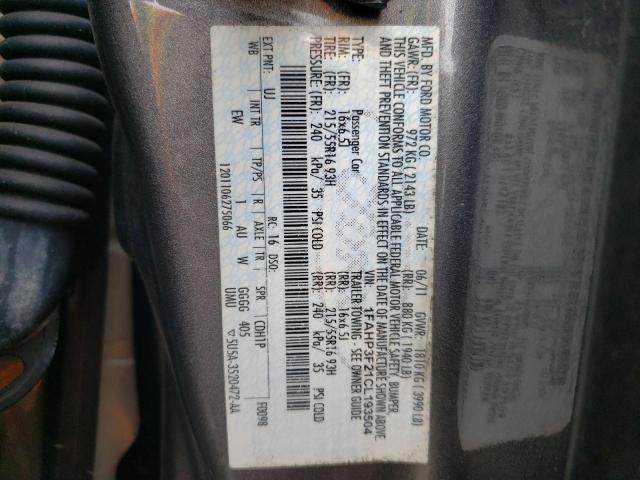 MFD. BY FORD MOTOR CO.
DATE: 06/11 GVWR: 1810 KG ( 3990 LB)
GAWR: (FR): 972 KG ( 2143 LB) (RR): 880 KG ( 1940 LB)
THIS VEHICLE CONFORMS TO ALL APPLICABLE FEDERAL MOTOR VEHICLE SAFETY, BUMPER
AND THEFT PREVENTION STANDARDS IN EFFECT ON THE DATE OF MANUFACTURE SHOWN ABOVE
VIN: 1FAHP3F21CL193504
TYPE: Passenger Car TRAILER TOWING - SEE OWNER GUIDE
RIM: (FR): 16x6.5J (RR): 16x6.5J
TIRE: (FR): 215/55R16 93H (RR): 215/55R16 93H
PRESSURE: (FR): 240 kPa/ 35 PSI COLD (RR): 240 kPa/ 35 PSI COLD
EXT PNT: UJ RC: 16 DSO: F0098
WB INT TR TP/PS R AXLE TR SPR CDH1P
EW 1 AU W GGGG 405
UMU
1201106275066 ▽ 5U5A-3520472-AA